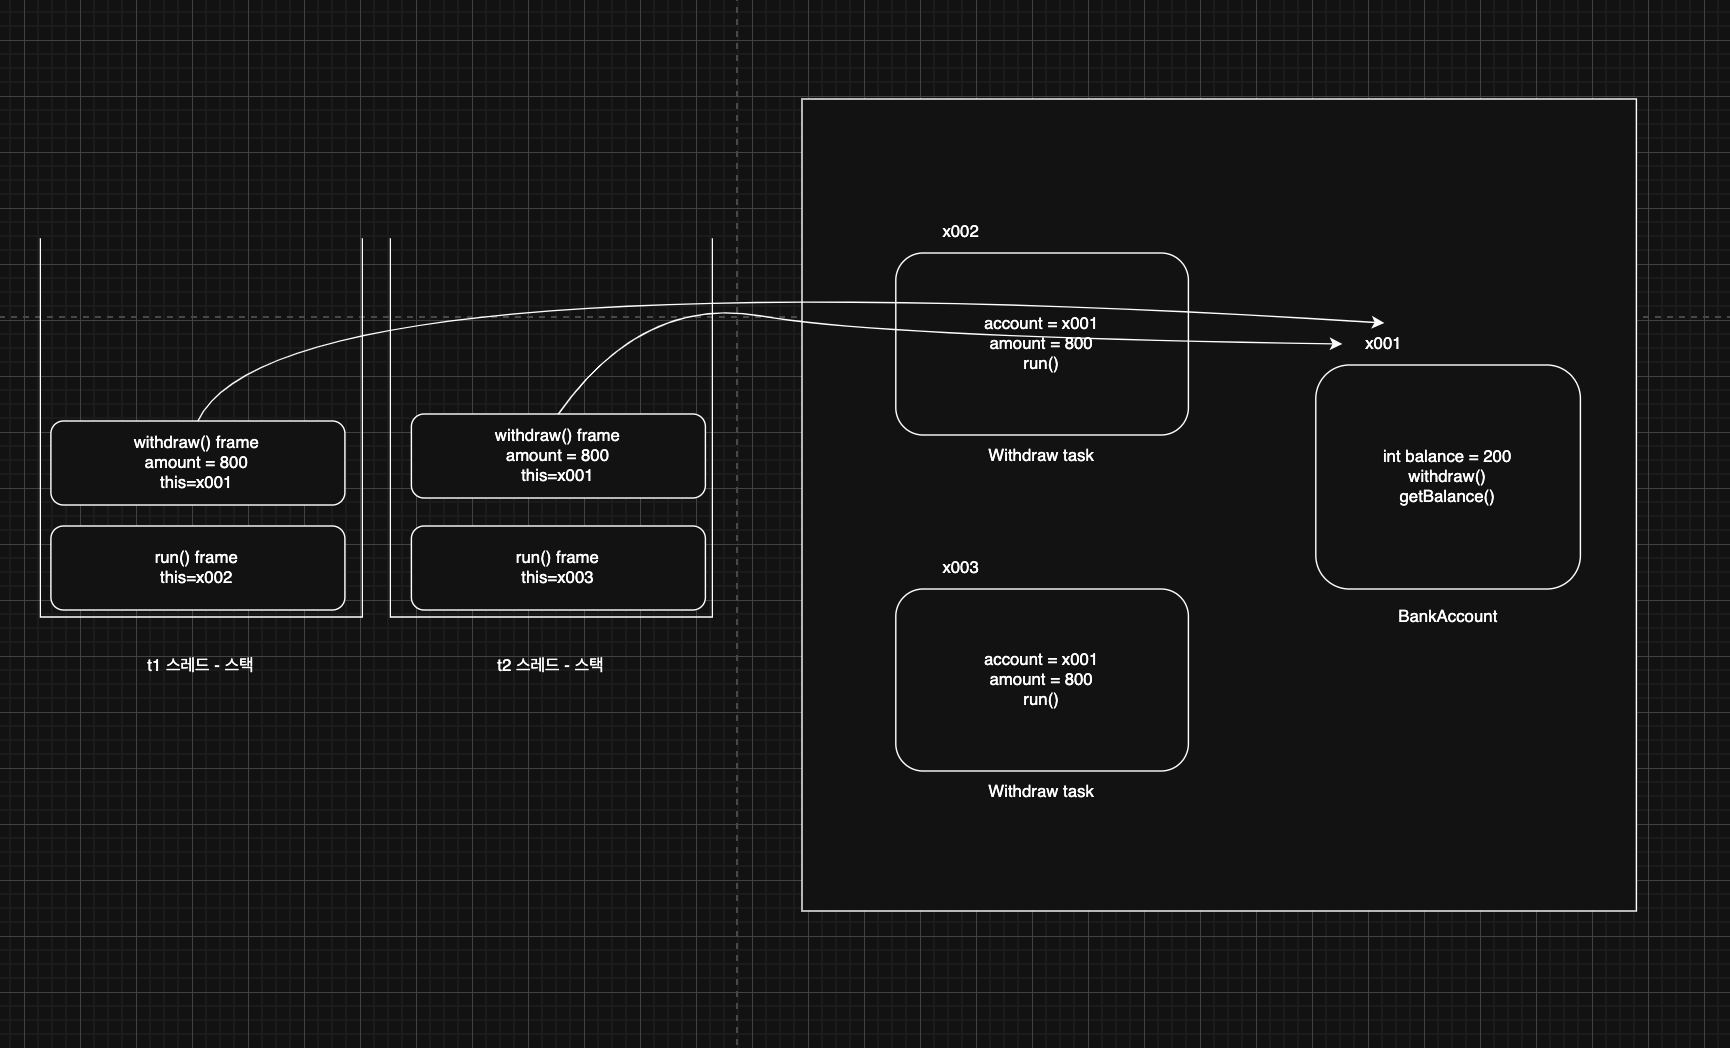 withdraw() frame
amount = 800
this=x001
run() frame
this=x002
t1 스레드 - 스택
withdraw() frame
amount = 800
this=x001
run() frame
this=x003
t2 스레드 - 스택
x002
account = x001
amount = 800
run()
Withdraw task
x003
account = x001
amount = 800
run()
Withdraw task
x001
int balance = 200
withdraw()
getBalance()
BankAccount